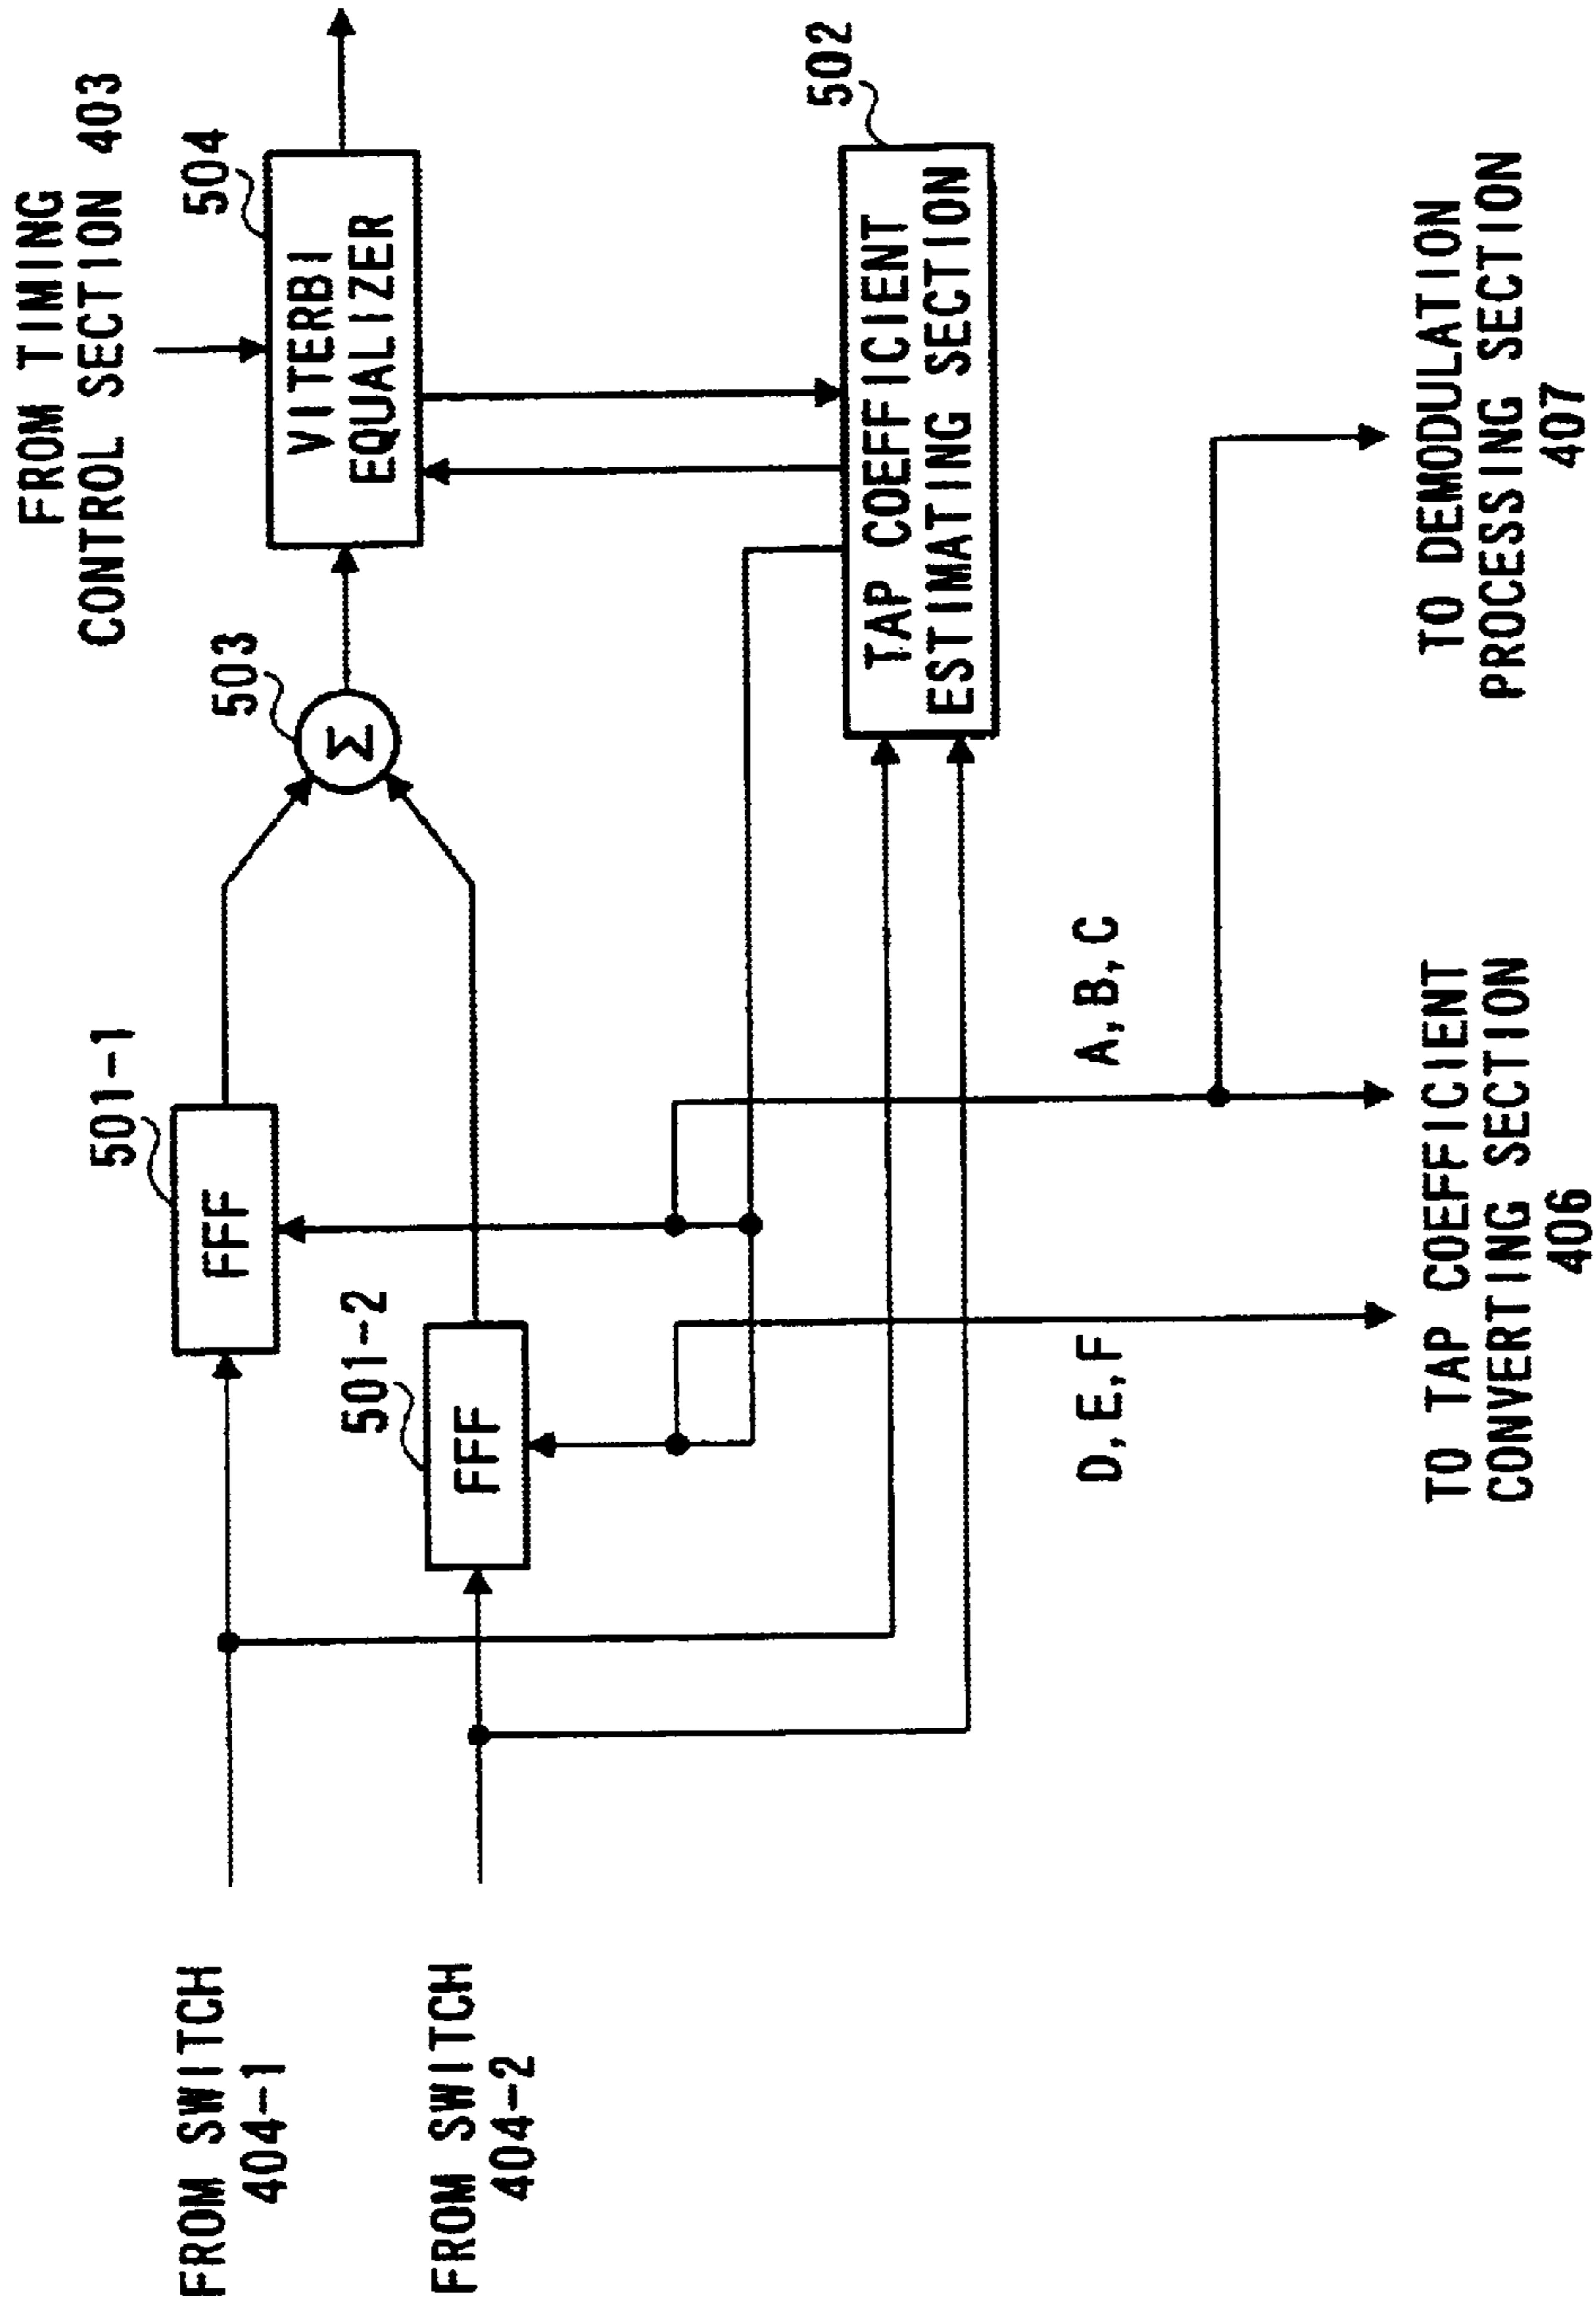 FROM TIMING
CONTROL SECTION 403
504
VITERBI
EQUALIZER
503
Σ
501-1
FFF
501-2
FFF
FROM SWITCH
404-1
FROM SWITCH
404-2
502
TAP COEFFICIENT
ESTIMATING SECTION
A,B,C
D,E,F
TO TAP COEFFICIENT
CONVERTING SECTION
406
TO DEMODULATION
PROCESSING SECTION
407